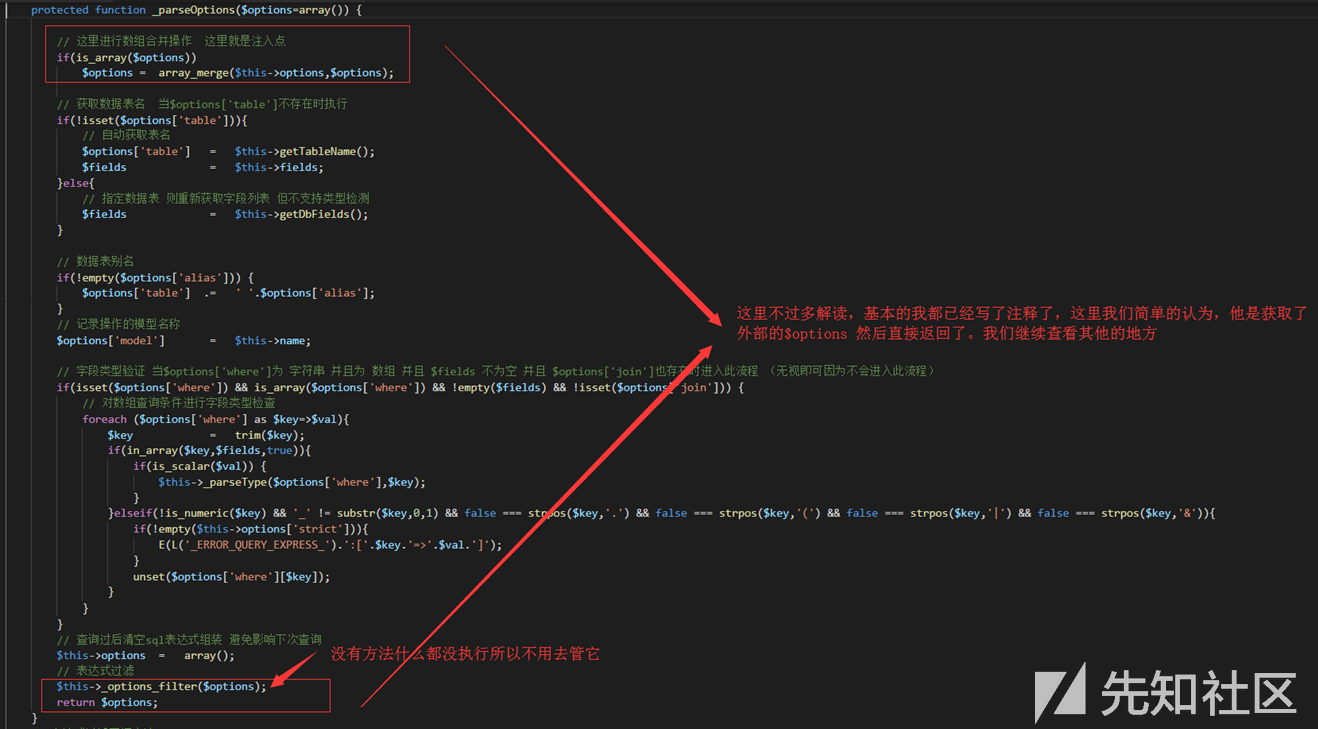 protected function _parseOptions($options=array()) {
// 这里进行数组合并操作 这里就是注入点
if(is_array($options))
$options = array_merge($this->options,$options);
// 获取数据表名 当$options['table']不存在时执行
if(!isset($options['table'])){
// 自动获取表名
$options['table'] = $this->getTableName();
$fields = $this->fields;
}else{
// 指定数据表 则重新获取字段列表 但不支持类型检测
$fields = $this->getDbFields();
}
// 数据表别名
if(!empty($options['alias'])) {
$options['table'] .= ' '.$options['alias'];
}
// 记录操作的模型名称
$options['model'] = $this->name;
这里不过多解读，基本的我都已经写了注释了，这里我们简单的认为，他是获取了
外部的$options 然后直接返回了。我们继续查看其他的地方
// 字段类型验证 当$options['where']为 字符串 并且为 数组 并且 $fields 不为空 并且 $options['join']也存在时进入此流程 （无视即可因为不会进入此流程）
if(isset($options['where']) && is_array($options['where']) && !empty($fields) && !isset($options['join'])) {
// 对数组查询条件进行字段类型检查
foreach ($options['where'] as $key=>$val){
$key = trim($key);
if(in_array($key,$fields,true)){
if(is_scalar($val)) {
$this->_parseType($options['where'],$key);
}
}elseif(!is_numeric($key) && '_' != substr($key,0,1) && false === strpos($key,'.') && false === strpos($key,'(') && false === strpos($key,'|') && false === strpos($key,'&')){
if(!empty($this->options['strict'])){
E(L('_ERROR_QUERY_EXPRESS_').':['.$key.'=>'.$val.']');
}
unset($options['where'][$key]);
}
}
}
// 查询过后清空sql表达式组装 避免影响下次查询
$this->options = array();
没有方法什么都没执行所以不用去管它
// 表达式过滤
$this->_options_filter($options);
return $options;
}
先知社区